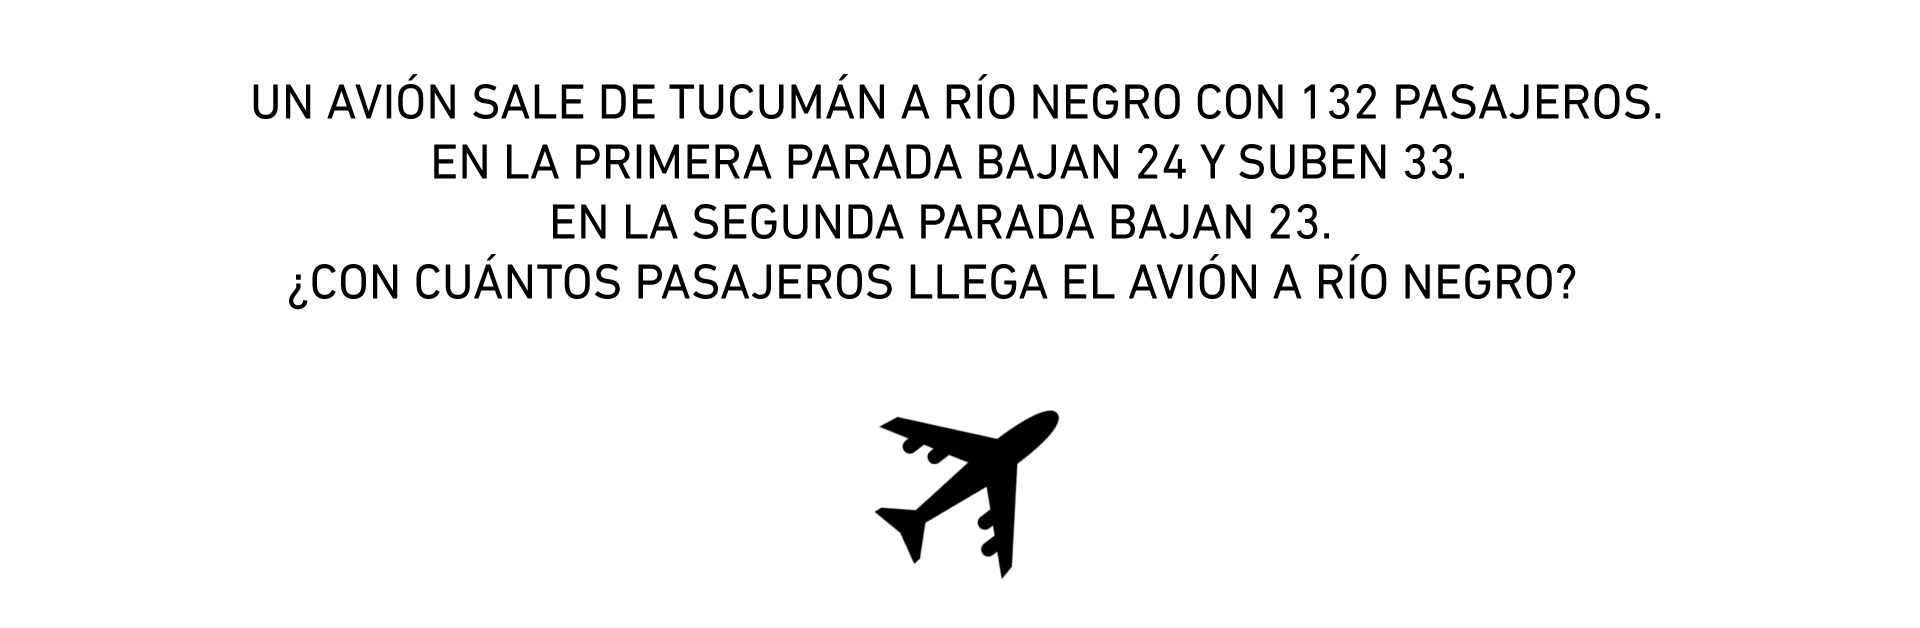 UN AVIÓN SALE DE TUCUMÁN A RÍO NEGRO CON 132 PASAJEROS.
EN LA PRIMERA PARADA BAJAN 24 Y SUBEN 33.
EN LA SEGUNDA PARADA BAJAN 23.
¿CON CUÁNTOS PASAJEROS LLEGA EL AVIÓN A RÍO NEGRO?